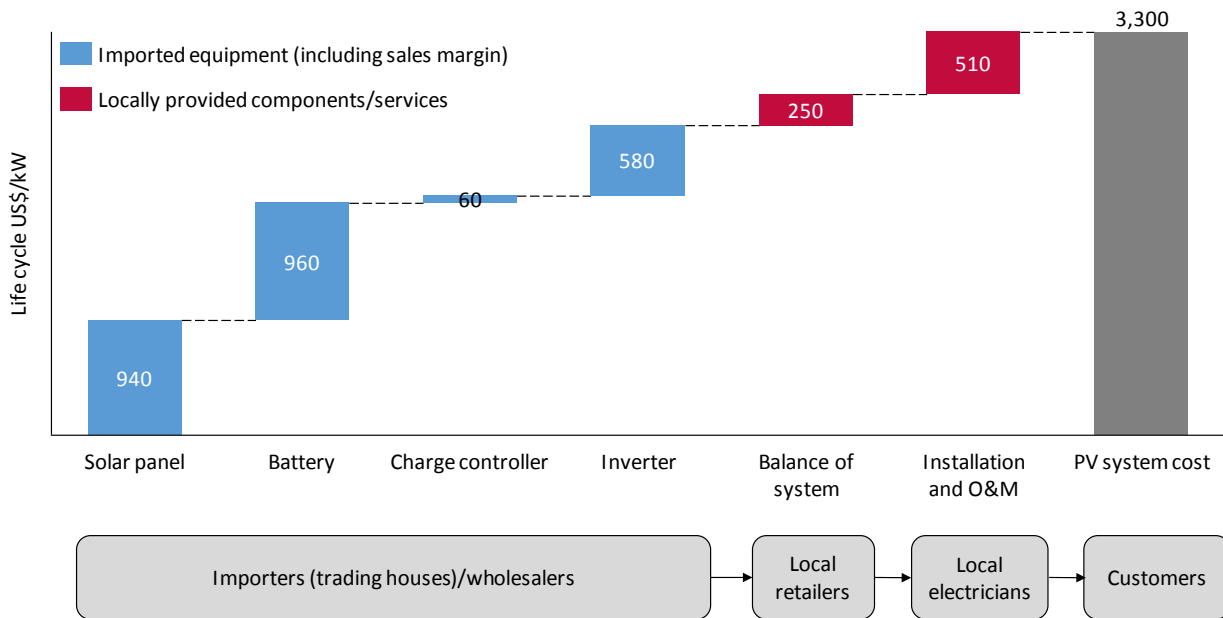 3,300
Imported equipment (including sales margin)
Locally provided components/services
510
250
580
60
960
940
Life cycle US$/kW
Solar panel
Battery
Charge controller
Inverter
Balance of
system
Installation
and O&M
PV system cost
Importers (trading houses)/wholesalers
Local
retailers
Local
electricians
Customers